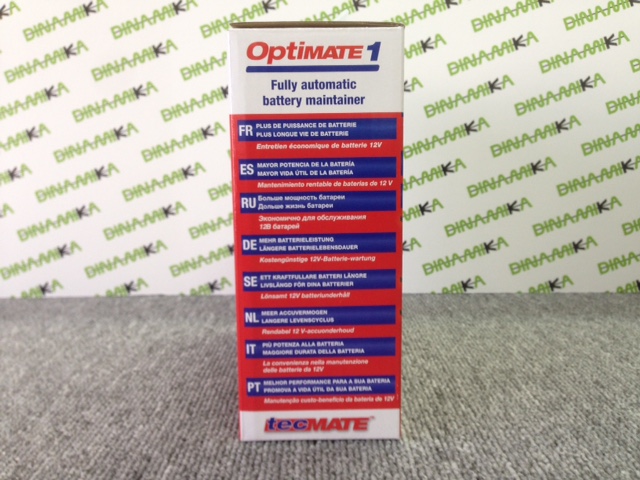 OptiMATE 1
Fully automatic
battery maintainer
FR PLUS DE PUISSANCE DE BATTERIE
PLUS LONGUE VIE DE BATTERIE
Entretien économique de batterie 12V
ES MAYOR POTENCIA DE LA BATERÍA
MAYOR VIDA ÚTIL DE LA BATERÍA
Mantenimiento rentable de baterías de 12 V
RU Больше мощность батареи
Дольше жизнь батареи
Экономично для обслуживания
12В батарей
DE MEHR BATTERIELEISTUNG
LÄNGERE BATTERIELEBENSDAUER
Kostengünstige 12V-Batterie-wartung
SE ETT KRAFTFULLARE BATTERI LÄNGRE
LIVSLÄNGD FÖR DINA BATTERIER
Lönsamt 12V batteriunderhåll
NL MEER ACCUVERMOGEN
LANGERE LEVENSCYCLUS
Rendabel 12 V-accuonderhoud
IT PIÙ POTENZA ALLA BATTERIA
MAGGIORE DURATA DELLA BATTERIA
La convenienza nella manutenzione
delle batterie da 12V
PT MELHOR PERFORMANCE PARA A SUA BATERIA
PROMOVA A VIDA ÚTIL DA SUA BATERIA
Manutenção custo-benefício de bateria de 12V
tecMATE
DINAMIKA